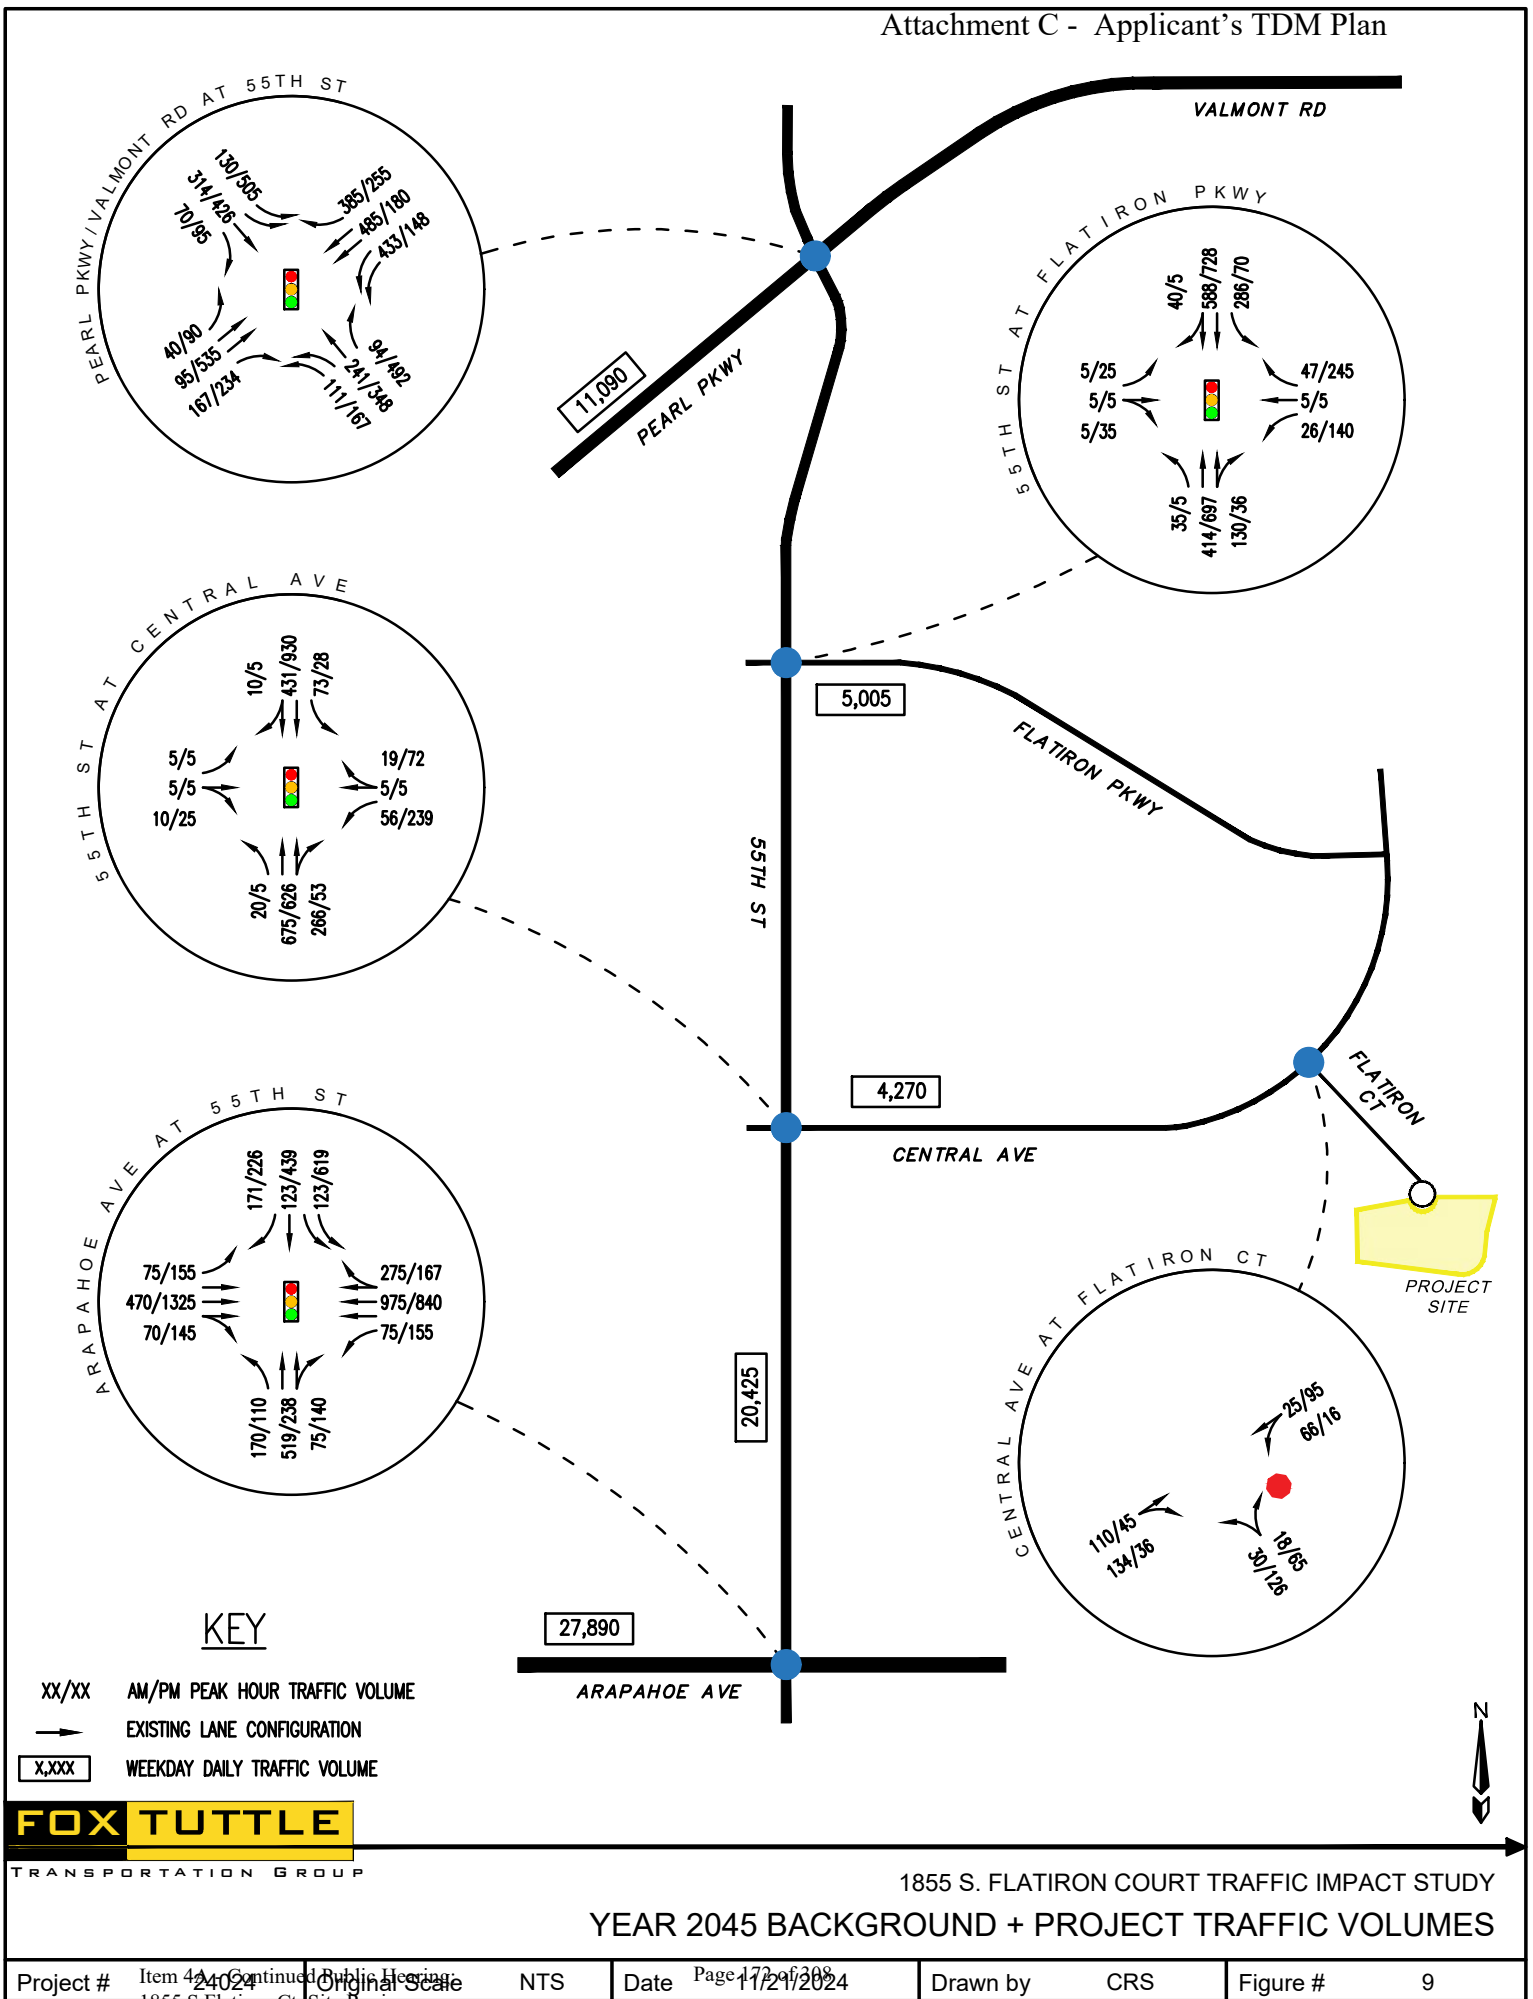 Attachment C - Applicant's TDM Plan
VALMONT RD
PEARL PKWY/VALMONT RD AT 55TH ST
130/505
314/426
70/95
385/255
485/180
433/148
40/90
95/535
167/234
94/492
241/348
111/167
11,090
PEARL PKWY
55TH ST AT FLATIRON PKWY
40/5
588/728
286/70
5/25
5/5
5/35
47/245
5/5
26/140
35/5
414/697
130/36
5,005
FLATIRON PKWY
55TH ST AT CENTRAL AVE
10/5
431/930
73/28
5/5
5/5
10/25
19/72
5/5
56/239
20/5
675/626
266/53
55TH ST
4,270
CENTRAL AVE
FLATIRON
CT
PROJECT
SITE
ARAPAHOE AVE AT 55TH ST
171/226
123/439
123/619
75/155
470/1325
70/145
275/167
975/840
75/155
170/110
519/238
75/140
20,425
CENTRAL AVE AT FLATIRON CT
25/95
66/16
110/45
134/36
18/65
30/126
27,890
ARAPAHOE AVE
KEY
XX/XX AM/PM PEAK HOUR TRAFFIC VOLUME
EXISTING LANE CONFIGURATION
X,XXX WEEKDAY DAILY TRAFFIC VOLUME
N
FOX TUTTLE
TRANSPORTATION GROUP
1855 S. FLATIRON COURT TRAFFIC IMPACT STUDY
YEAR 2045 BACKGROUND + PROJECT TRAFFIC VOLUMES
Project # 24024 Original Scale NTS Date 11/21/2024 Drawn by CRS Figure # 9
Item 4A - Continued Public Hearing: Page 172 of 308